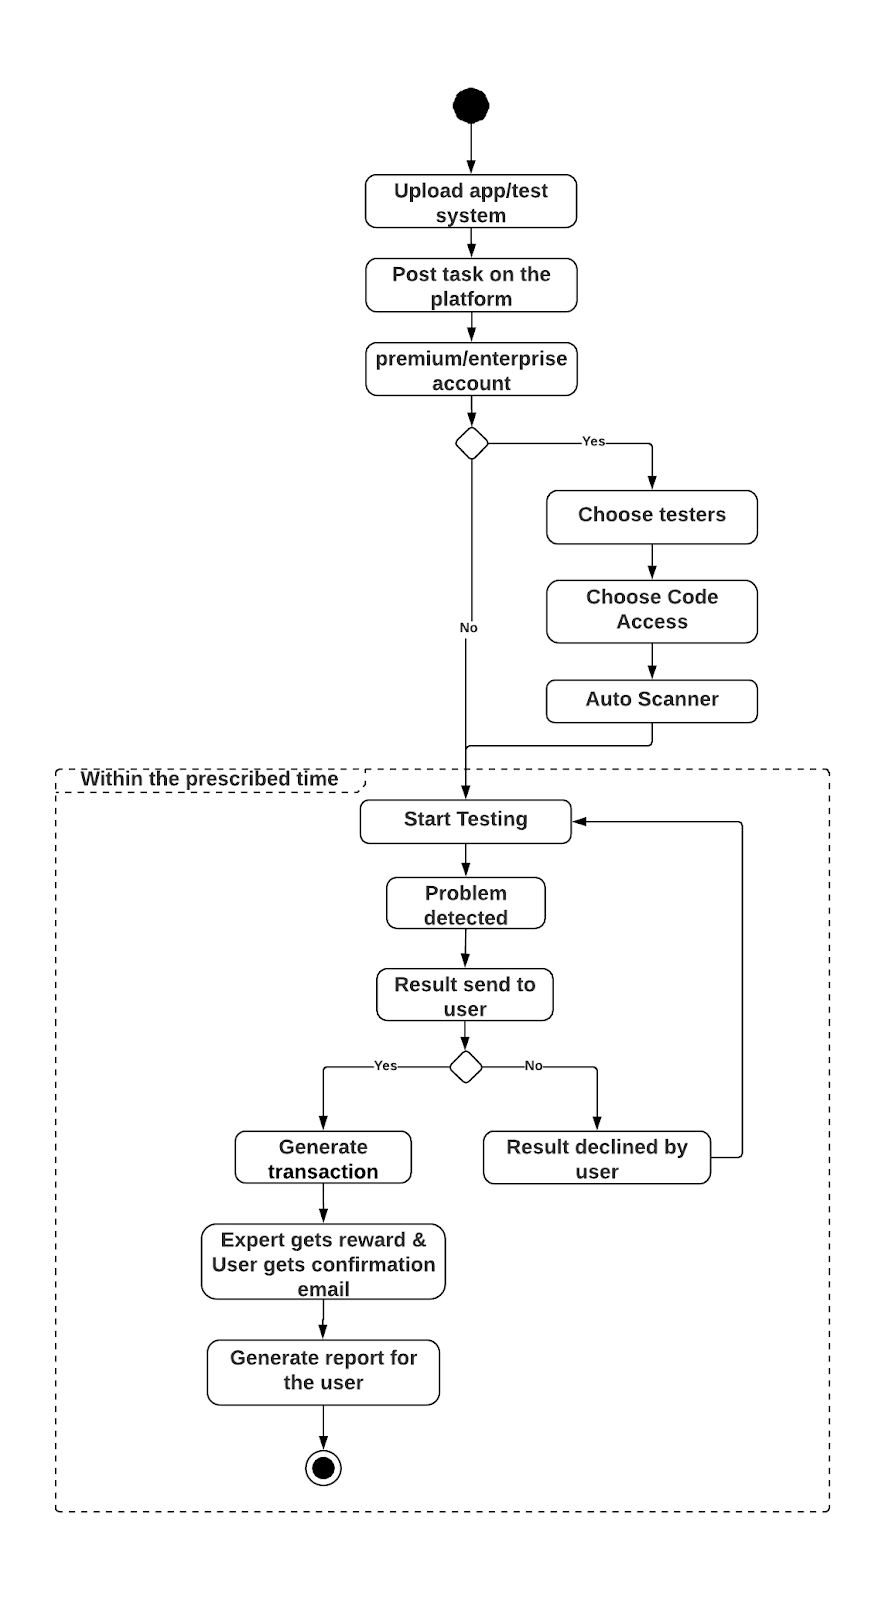 Upload app/test
system
Post task on the
platform
premium/enterprise
account
Yes
Choose testers
Choose Code
Access
No
Auto Scanner
Within the prescribed time
Start Testing
Problem
detected
Result send to
user
Yes
No
Generate
transaction
Result declined by
user
Expert gets reward &
User gets confirmation
email
Generate report for
the user